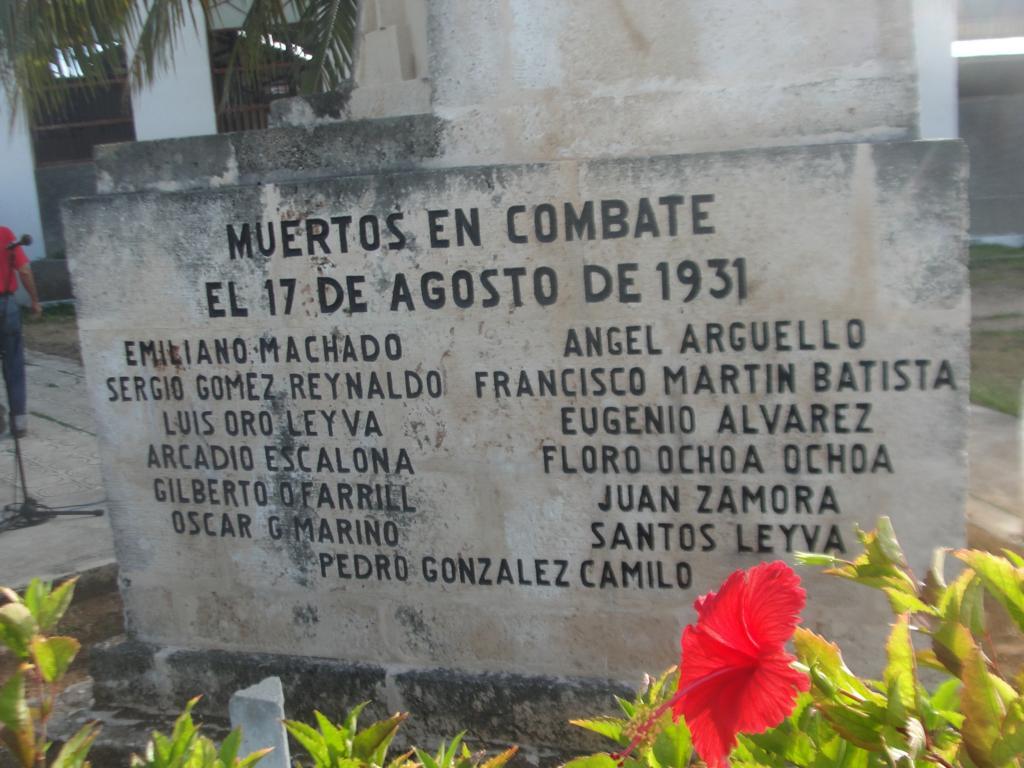 MUERTOS EN COMBATE
EL 17 DE AGOSTO DE 1931
EMILIANO MACHADO
SERGIO GOMEZ REYNALDO
LUIS ORO LEYVA
ARCADIO ESCALONA
GILBERTO OFARRILL
OSCAR G MARINO
ANGEL ARGUELLO
FRANCISCO MARTIN BATISTA
EUGENIO ALVAREZ
FLORO OCHOA OCHOA
JUAN ZAMORA
SANTOS LEYVA
PEDRO GONZALEZ CAMILO